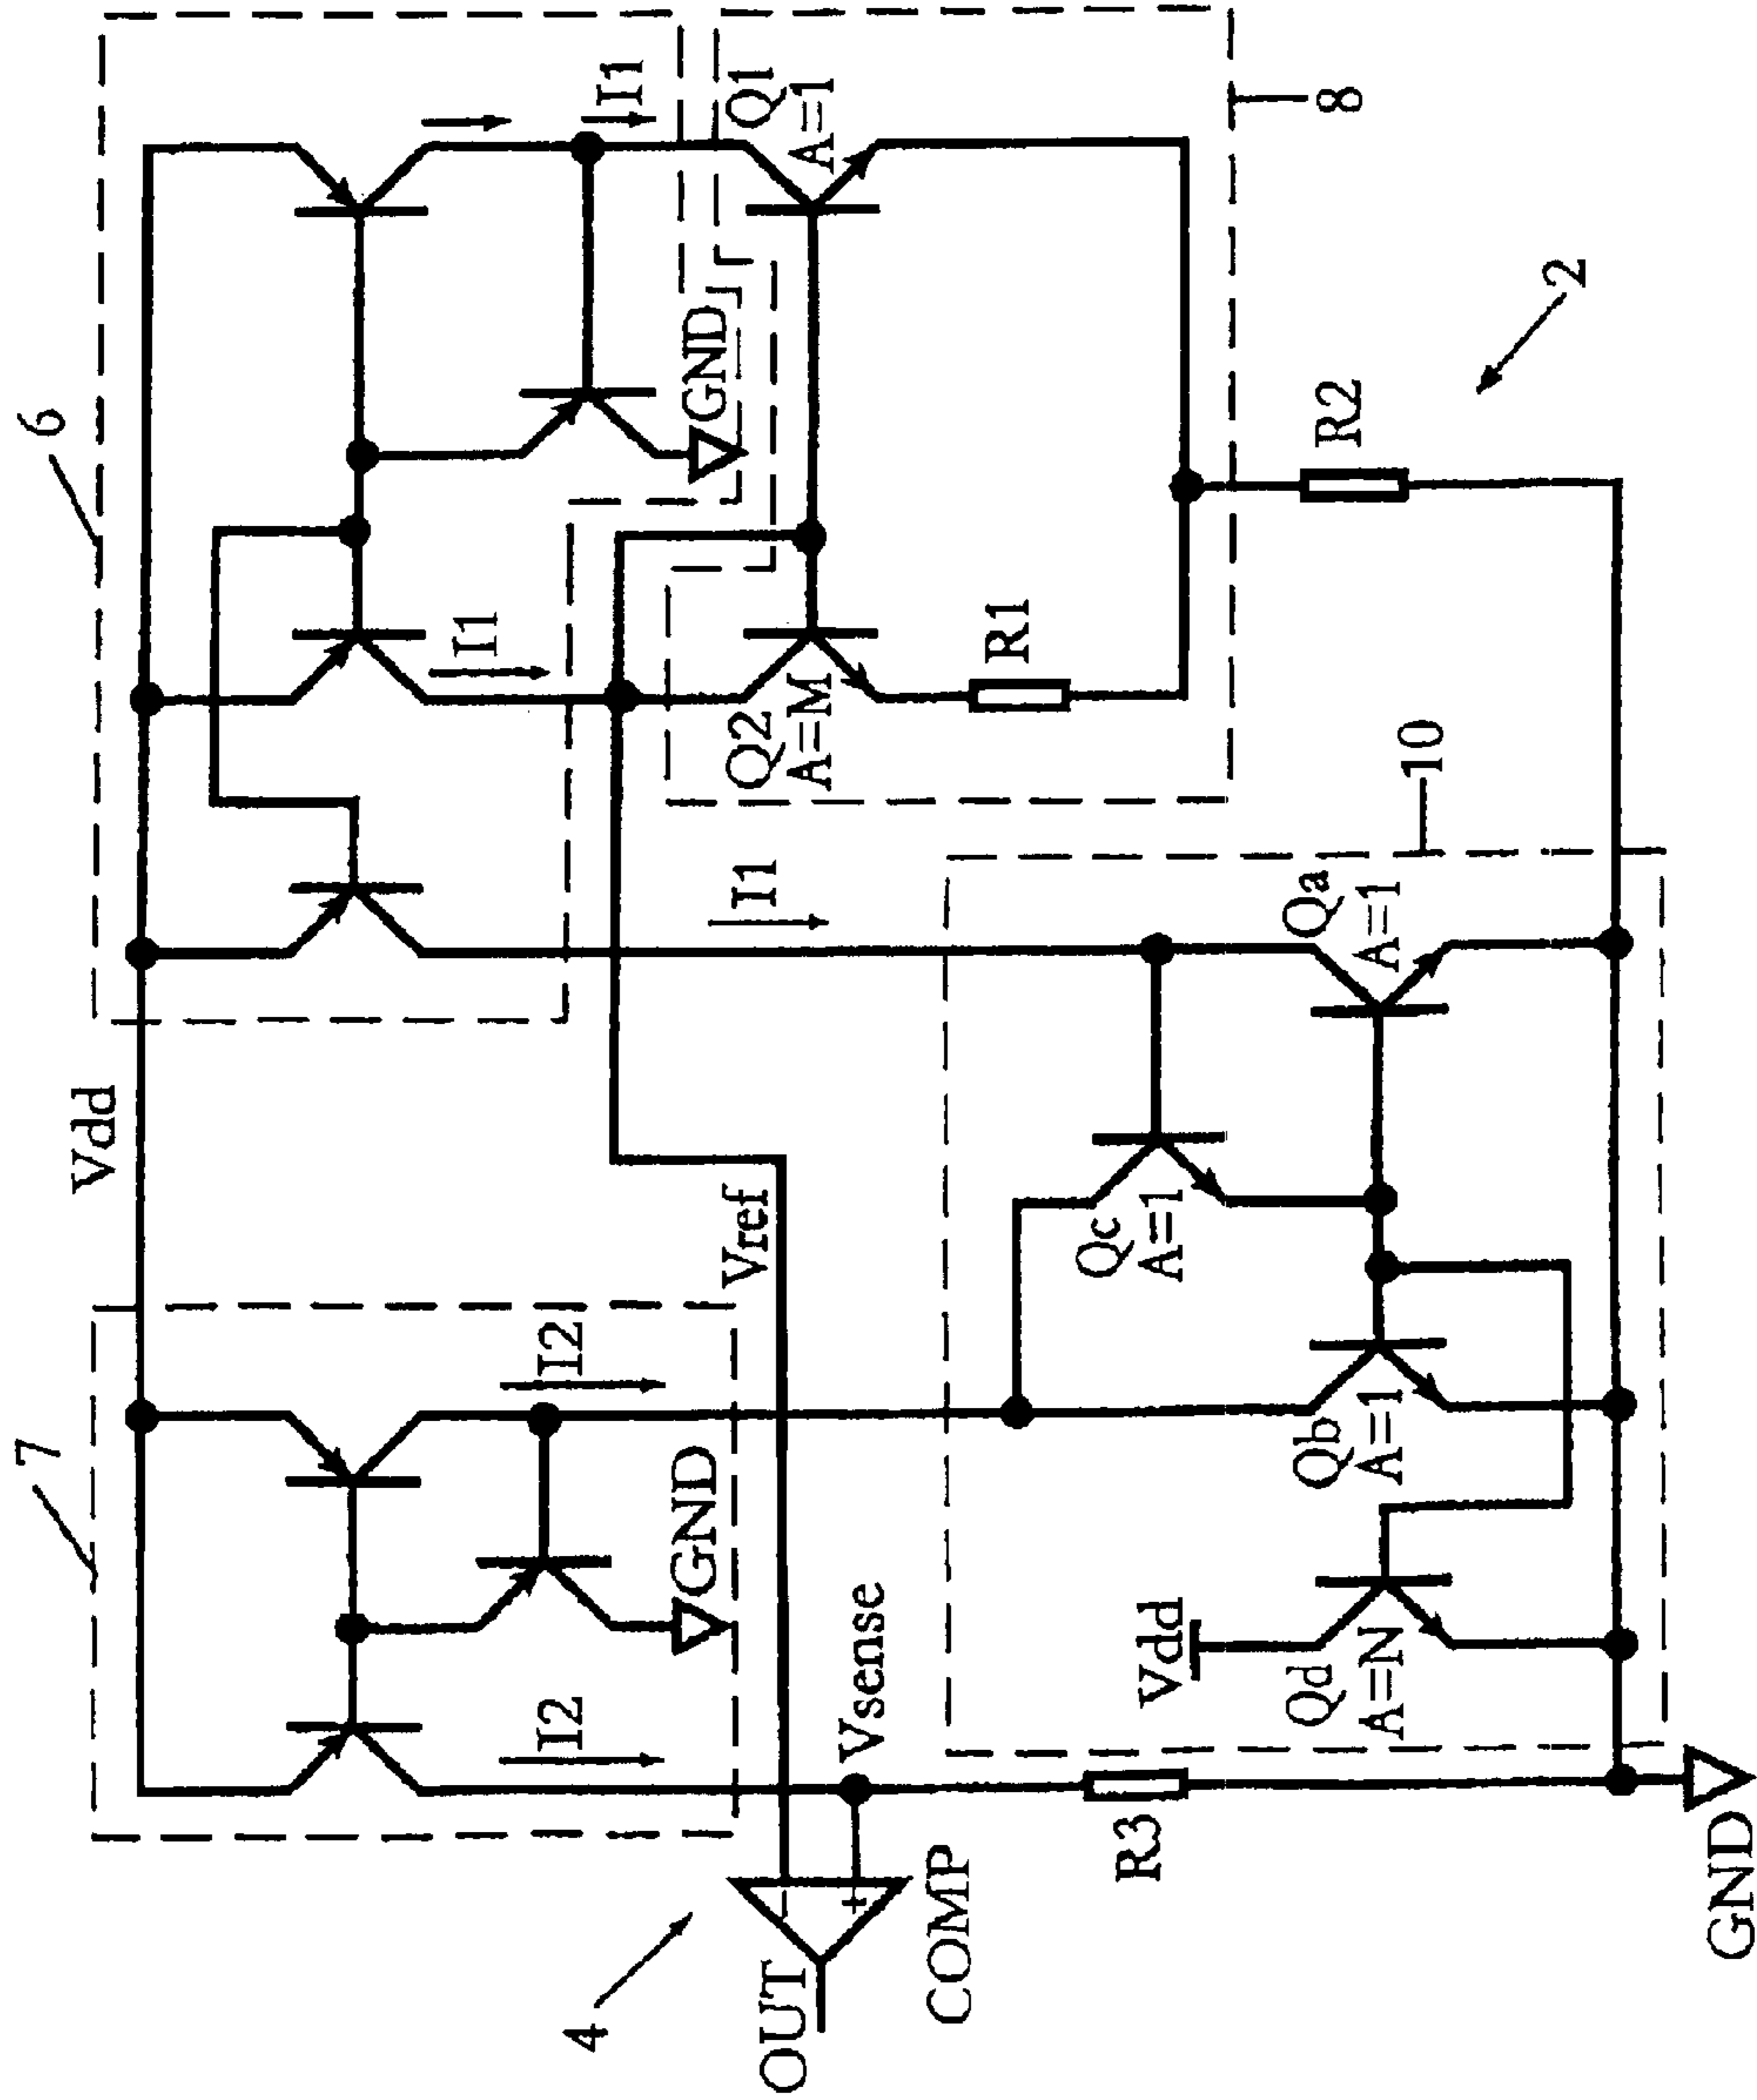 6
I1
I1
Q1
A=1
8
GND
2
R2
I1
R1
Q2
A=M
10
I1
Qa
A=1
Vdd
Vref
Qc
A=1
7
I2
GND
Qb
A=1
I2
Vsense
Vdd
Qd
A=N
R3
-
+
4
OUT
COMP
GND